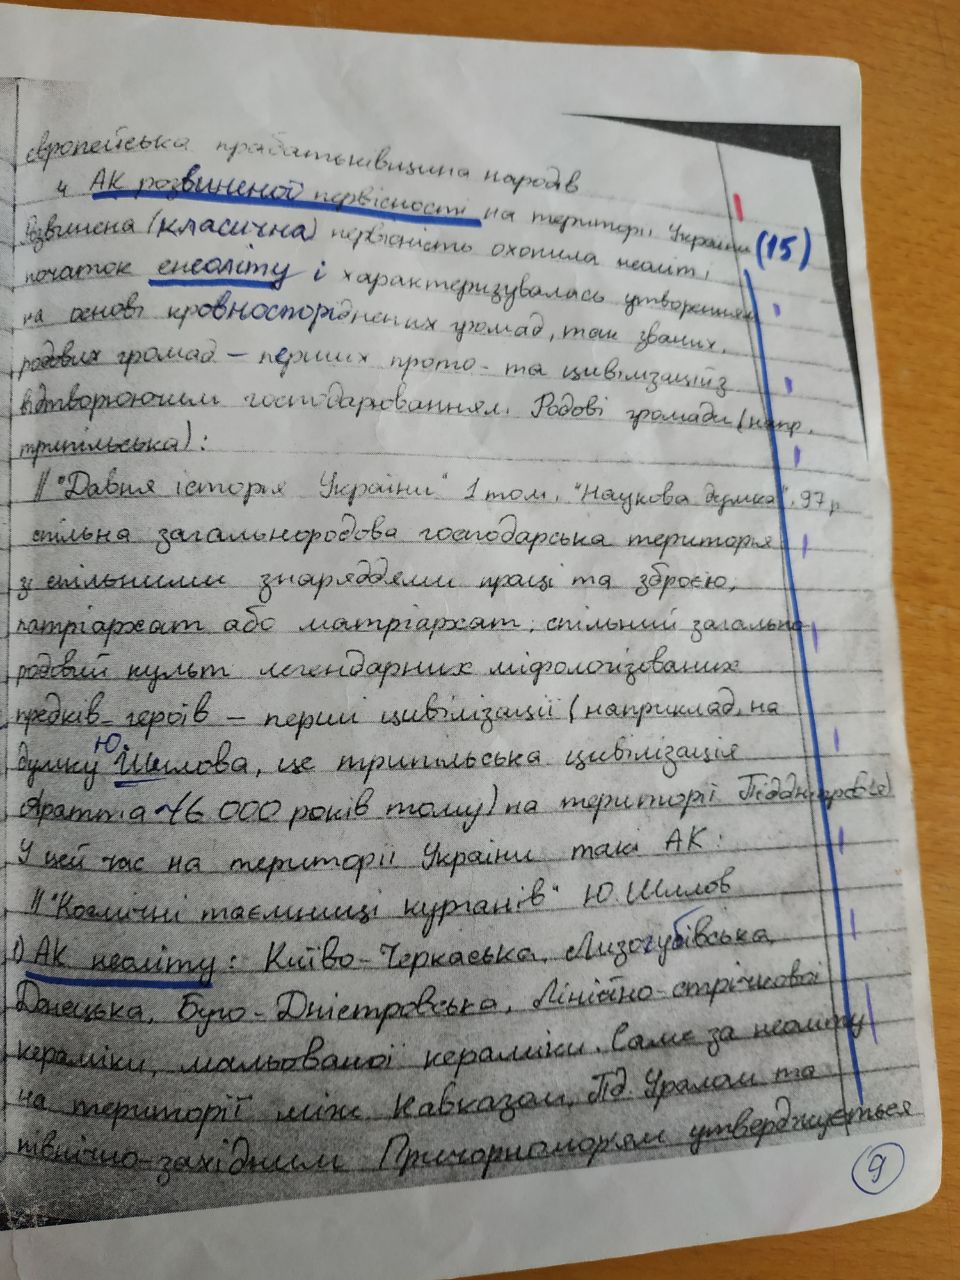 європейська прабатьківщина народів
4 АК розвиненої первісності на території України
Розвинена (класична) первісність охопила неоліт і (15)
початок енеоліту і характеризувалась утворенням
на основі кровноспоріднених громад, так званих,
родових громад – перших прото- та цивілізацій з
відтворюючим господарюванням. Родові громади (напр.
трипільська):
// "Давня історія України" 1 том. "Наукова думка". 97 р
спільна загальнородова господарська територія
зі спільними знаряддями праці та зброєю,
патріархат або матріархат; спільний загально-
родовий культ легендарних міфологізованих
предків-героїв – перші цивілізації (наприклад, на
думку Ю. Шилова, це трипільська цивілізація
Аратта ~ (6 000 років тому) на території
У цей час на території України такі АК:
// "Космічні таємниці курганів" Ю. Шилов
1) АК неоліту: Київо-Черкаська, Лизогубівська,
Донецька, Буго-Дністровська, Лінійно-стрічкової
кераміки, мальованої кераміки. Саме за неоліту
на території між Кавказом, Пд. Уралом та
північно-західним Причорномор'ям утверджується
9